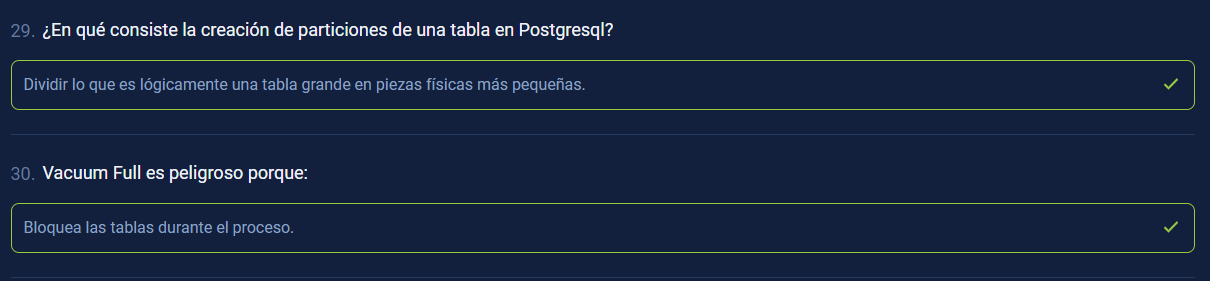 29. ¿En qué consiste la creación de particiones de una tabla en Postgresql?
Dividir lo que es lógicamente una tabla grande en piezas físicas más pequeñas.
30. Vacuum Full es peligroso porque:
Bloquea las tablas durante el proceso.